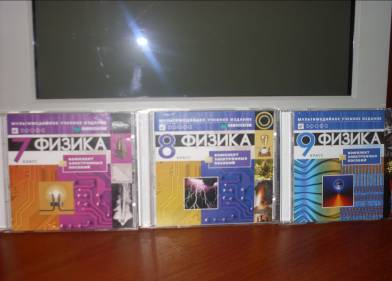 МУЛЬТИМЕДИЙНОЕ УЧЕБНОЕ ИЗДАНИЕ
7 ФИЗИКА
КЛАСС
КОМПЛЕКТ
ЭЛЕКТРОННЫХ
ПОСОБИЙ
МУЛЬТИМЕДИЙНОЕ УЧЕБНОЕ ИЗДАНИЕ
8 ФИЗИКА
КЛАСС
КОМПЛЕКТ
ЭЛЕКТРОННЫХ
ПОСОБИЙ
МУЛЬТИМЕДИЙНОЕ УЧЕБНОЕ ИЗДАНИЕ
9 ФИЗИКА
КЛАСС
КОМПЛЕКТ
ЭЛЕКТРОННЫХ
ПОСОБИЙ